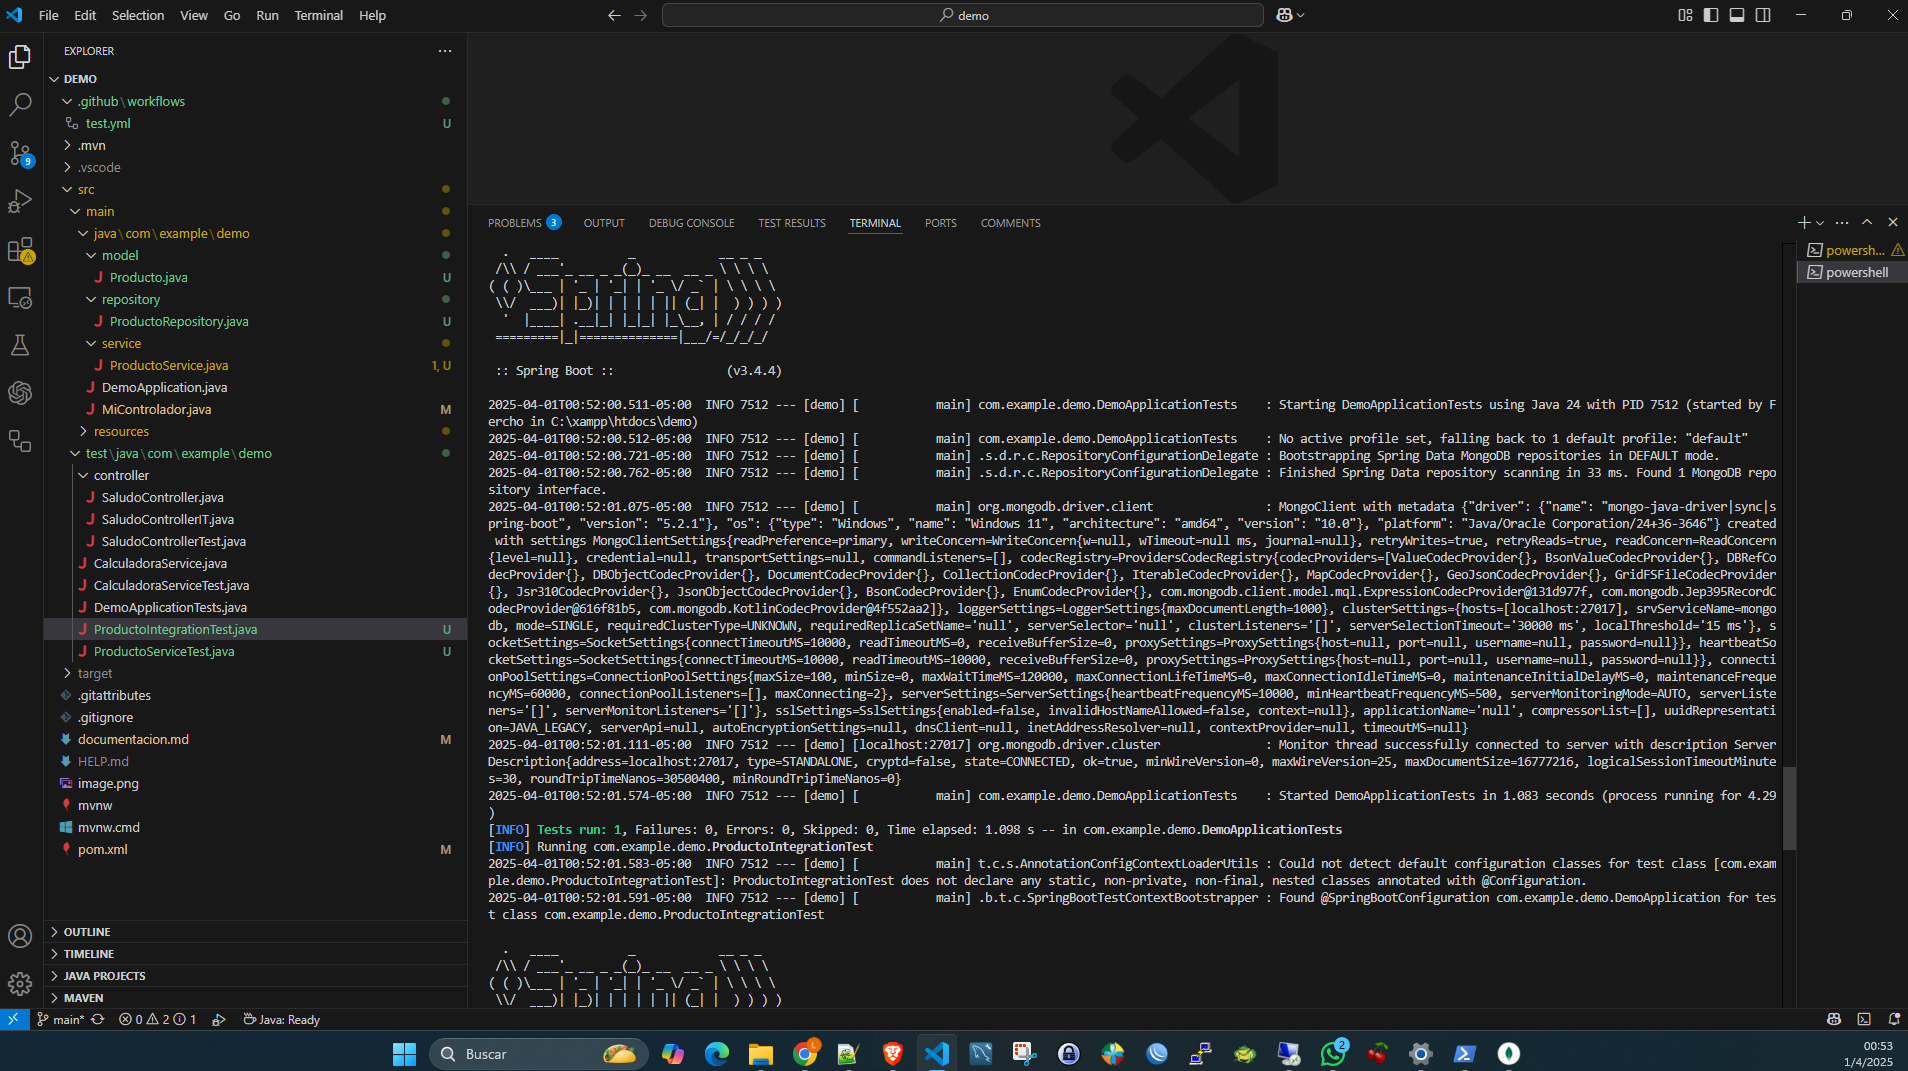 File Edit Selection View Go Run Terminal Help
demo
EXPLORER
DEMO
.github\workflows
test.yml U
.mvn
.vscode
src
main
java\com\example\demo
model
Producto.java U
repository
ProductoRepository.java U
service
ProductoService.java 1, U
DemoApplication.java
MiControlador.java M
resources
test\java\com\example\demo
controller
SaludoController.java
SaludoControllerIT.java
SaludoControllerTest.java
CalculadoraService.java
CalculadoraServiceTest.java
DemoApplicationTests.java
ProductoIntegrationTest.java U
ProductoServiceTest.java U
target
.gitattributes
.gitignore
documentacion.md M
HELP.md
image.png
mvnw
mvnw.cmd
pom.xml M
OUTLINE
TIMELINE
JAVA PROJECTS
MAVEN
9
PROBLEMS 3 OUTPUT DEBUG CONSOLE TEST RESULTS TERMINAL PORTS COMMENTS
powersh...
powershell
:: Spring Boot :: (v3.4.4)
2025-04-01T00:52:00.511-05:00 INFO 7512 --- [demo] [ main] com.example.demo.DemoApplicationTests : Starting DemoApplicationTests using Java 24 with PID 7512 (started by F
ercho in C:\xampp\htdocs\demo)
2025-04-01T00:52:00.512-05:00 INFO 7512 --- [demo] [ main] com.example.demo.DemoApplicationTests : No active profile set, falling back to 1 default profile: "default"
2025-04-01T00:52:00.721-05:00 INFO 7512 --- [demo] [ main] .s.d.r.c.RepositoryConfigurationDelegate : Bootstrapping Spring Data MongoDB repositories in DEFAULT mode.
2025-04-01T00:52:00.762-05:00 INFO 7512 --- [demo] [ main] .s.d.r.c.RepositoryConfigurationDelegate : Finished Spring Data repository scanning in 33 ms. Found 1 MongoDB repo
sitory interface.
2025-04-01T00:52:01.075-05:00 INFO 7512 --- [demo] [ main] org.mongodb.driver.client : MongoClient with metadata {"driver": {"name": "mongo-java-driver|sync|s
pring-boot", "version": "5.2.1"}, "os": {"type": "Windows", "name": "Windows 11", "architecture": "amd64", "version": "10.0"}, "platform": "Java/Oracle Corporation/24+36-3646"} created
with settings MongoClientSettings{readPreference=primary, writeConcern=WriteConcern{w=null, wTimeout=null ms, journal=null}, retryWrites=true, retryReads=true, readConcern=ReadConcern
{level=null}, credential=null, transportSettings=null, commandListeners=[], codecRegistry=ProvidersCodecRegistry{codecProviders=[ValueCodecProvider{}, BsonValueCodecProvider{}, DBRefCo
decProvider{}, DBObjectCodecProvider{}, DocumentCodecProvider{}, CollectionCodecProvider{}, IterableCodecProvider{}, MapCodecProvider{}, GeoJsonCodecProvider{}, GridFSFileCodecProvider
{}, Jsr310CodecProvider{}, JsonObjectCodecProvider{}, BsonCodecProvider{}, EnumCodecProvider{}, com.mongodb.client.model.mql.ExpressionCodecProvider@131d977f, com.mongodb.Jep395RecordC
odecProvider@616f81b5, com.mongodb.KotlinCodecProvider@4f552aa2]}, loggerSettings=LoggerSettings{maxDocumentLength=1000}, clusterSettings={hosts=[localhost:27017], srvServiceName=mongo
db, mode=SINGLE, requiredClusterType=UNKNOWN, requiredReplicaSetName='null', serverSelector='null', clusterListeners='[]', serverSelectionTimeout='30000 ms', localThreshold='15 ms'}, s
ocketSettings=SocketSettings{connectTimeoutMS=10000, readTimeoutMS=0, receiveBufferSize=0, proxySettings=ProxySettings{host=null, port=null, username=null, password=null}}, heartbeatSo
cketSettings=SocketSettings{connectTimeoutMS=10000, readTimeoutMS=10000, receiveBufferSize=0, proxySettings=ProxySettings{host=null, port=null, username=null, password=null}}, connecti
onPoolSettings=ConnectionPoolSettings{maxSize=100, minSize=0, maxWaitTimeMS=120000, maxConnectionLifeTimeMS=0, maxConnectionIdleTimeMS=0, maintenanceInitialDelayMS=0, maintenanceFreque
ncyMS=60000, connectionPoolListeners=[], maxConnecting=2}, serverSettings=ServerSettings{heartbeatFrequencyMS=10000, minHeartbeatFrequencyMS=500, serverMonitoringMode=AUTO, serverListe
ners='[]', serverMonitorListeners='[]'}, sslSettings=SslSettings{enabled=false, invalidHostNameAllowed=false, context=null}, applicationName='null', compressorList=[], uuidRepresentati
on=JAVA_LEGACY, serverApi=null, autoEncryptionSettings=null, dnsClient=null, inetAddressResolver=null, contextProvider=null, timeoutMS=null}
2025-04-01T00:52:01.111-05:00 INFO 7512 --- [demo] [localhost:27017] org.mongodb.driver.cluster : Monitor thread successfully connected to server with description Server
Description{address=localhost:27017, type=STANDALONE, cryptd=false, state=CONNECTED, ok=true, minWireVersion=0, maxWireVersion=25, maxDocumentSize=16777216, logicalSessionTimeoutMinute
s=30, roundTripTimeNanos=30500400, minRoundTripTimeNanos=0}
2025-04-01T00:52:01.574-05:00 INFO 7512 --- [demo] [ main] com.example.demo.DemoApplicationTests : Started DemoApplicationTests in 1.083 seconds (process running for 4.29
)
[INFO] Tests run: 1, Failures: 0, Errors: 0, Skipped: 0, Time elapsed: 1.098 s -- in com.example.demo.DemoApplicationTests
[INFO] Running com.example.demo.ProductoIntegrationTest
2025-04-01T00:52:01.583-05:00 INFO 7512 --- [demo] [ main] t.c.s.AnnotationConfigContextLoaderUtils : Could not detect default configuration classes for test class [com.exam
ple.demo.ProductoIntegrationTest]: ProductoIntegrationTest does not declare any static, non-private, non-final, nested classes annotated with @Configuration.
2025-04-01T00:52:01.591-05:00 INFO 7512 --- [demo] [ main] .b.t.c.SpringBootTestContextBootstrapper : Found @SpringBootConfiguration com.example.demo.DemoApplication for tes
t class com.example.demo.ProductoIntegrationTest
main* 0 2 1 Java: Ready
Buscar
2
00:53
1/4/2025